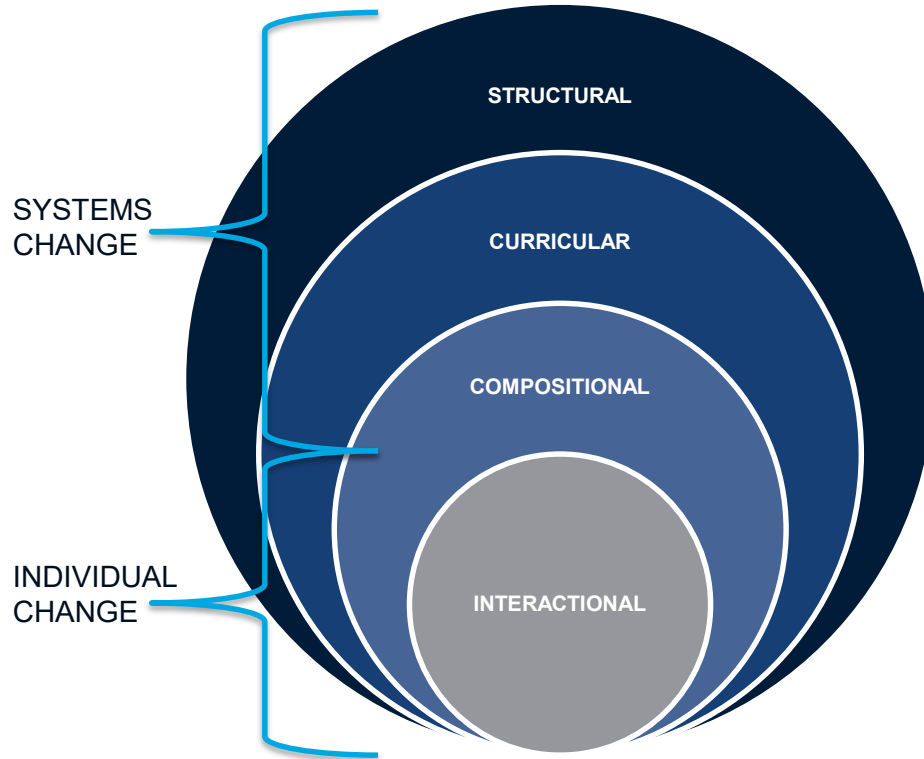 STRUCTURAL
SYSTEMS
CHANGE
CURRICULAR
COMPOSITIONAL
INDIVIDUAL
CHANGE
INTERACTIONAL